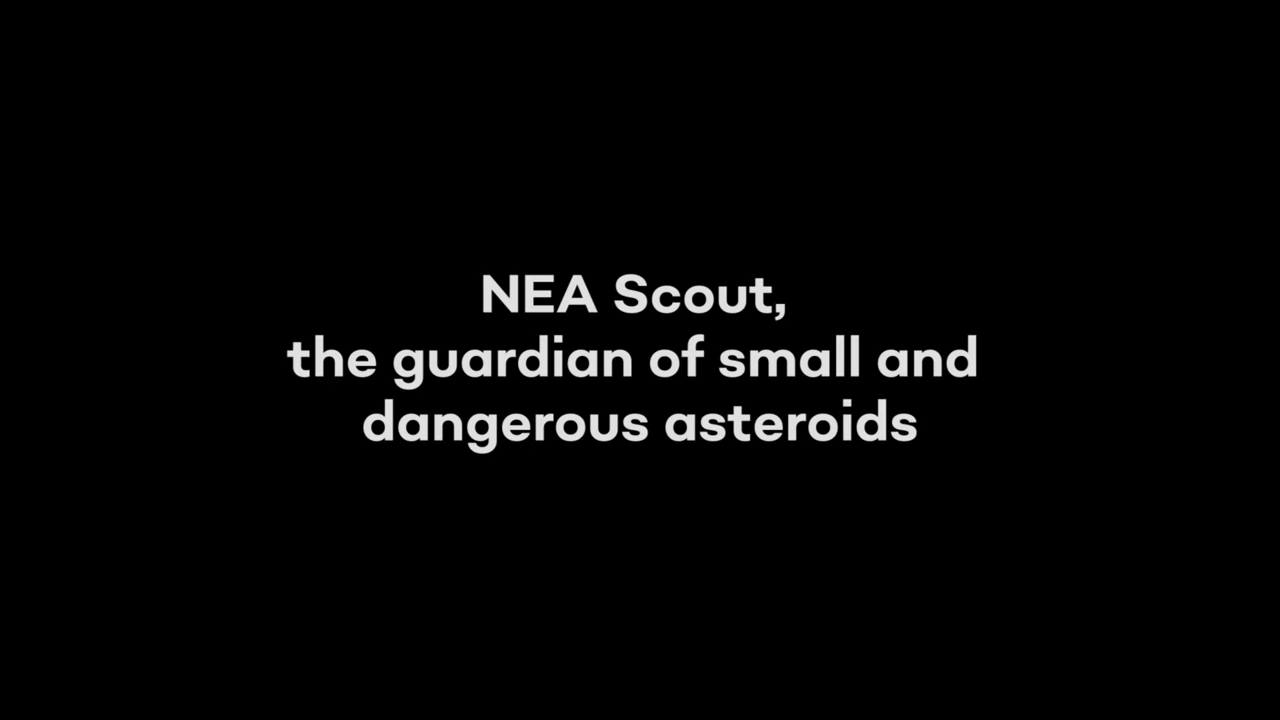 NEA Scout,
the guardian of small and
dangerous asteroids